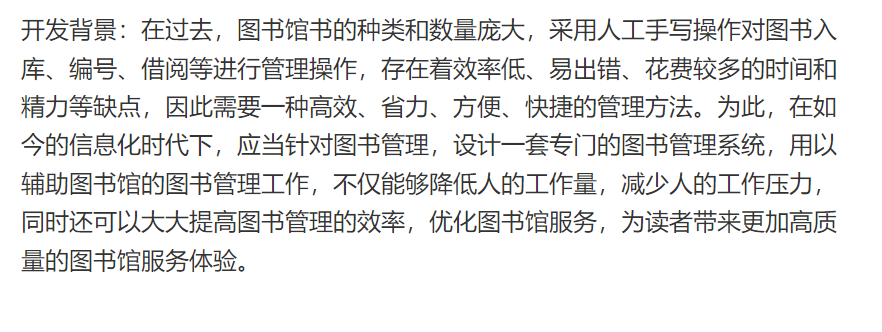 开发背景：在过去，图书馆书的种类和数量庞大，采用人工手写操作对图书入
库、编号、借阅等进行管理操作，存在着效率低、易出错、花费较多的时间和
精力等缺点，因此需要一种高效、省力、方便、快捷的管理方法。为此，在如
今的信息化时代下，应当针对图书管理，设计一套专门的图书管理系统，用以
辅助图书馆的图书管理工作，不仅能够降低人的工作量，减少人的工作压力，
同时还可以大大提高图书管理的效率，优化图书馆服务，为读者带来更加高质
量的图书馆服务体验。